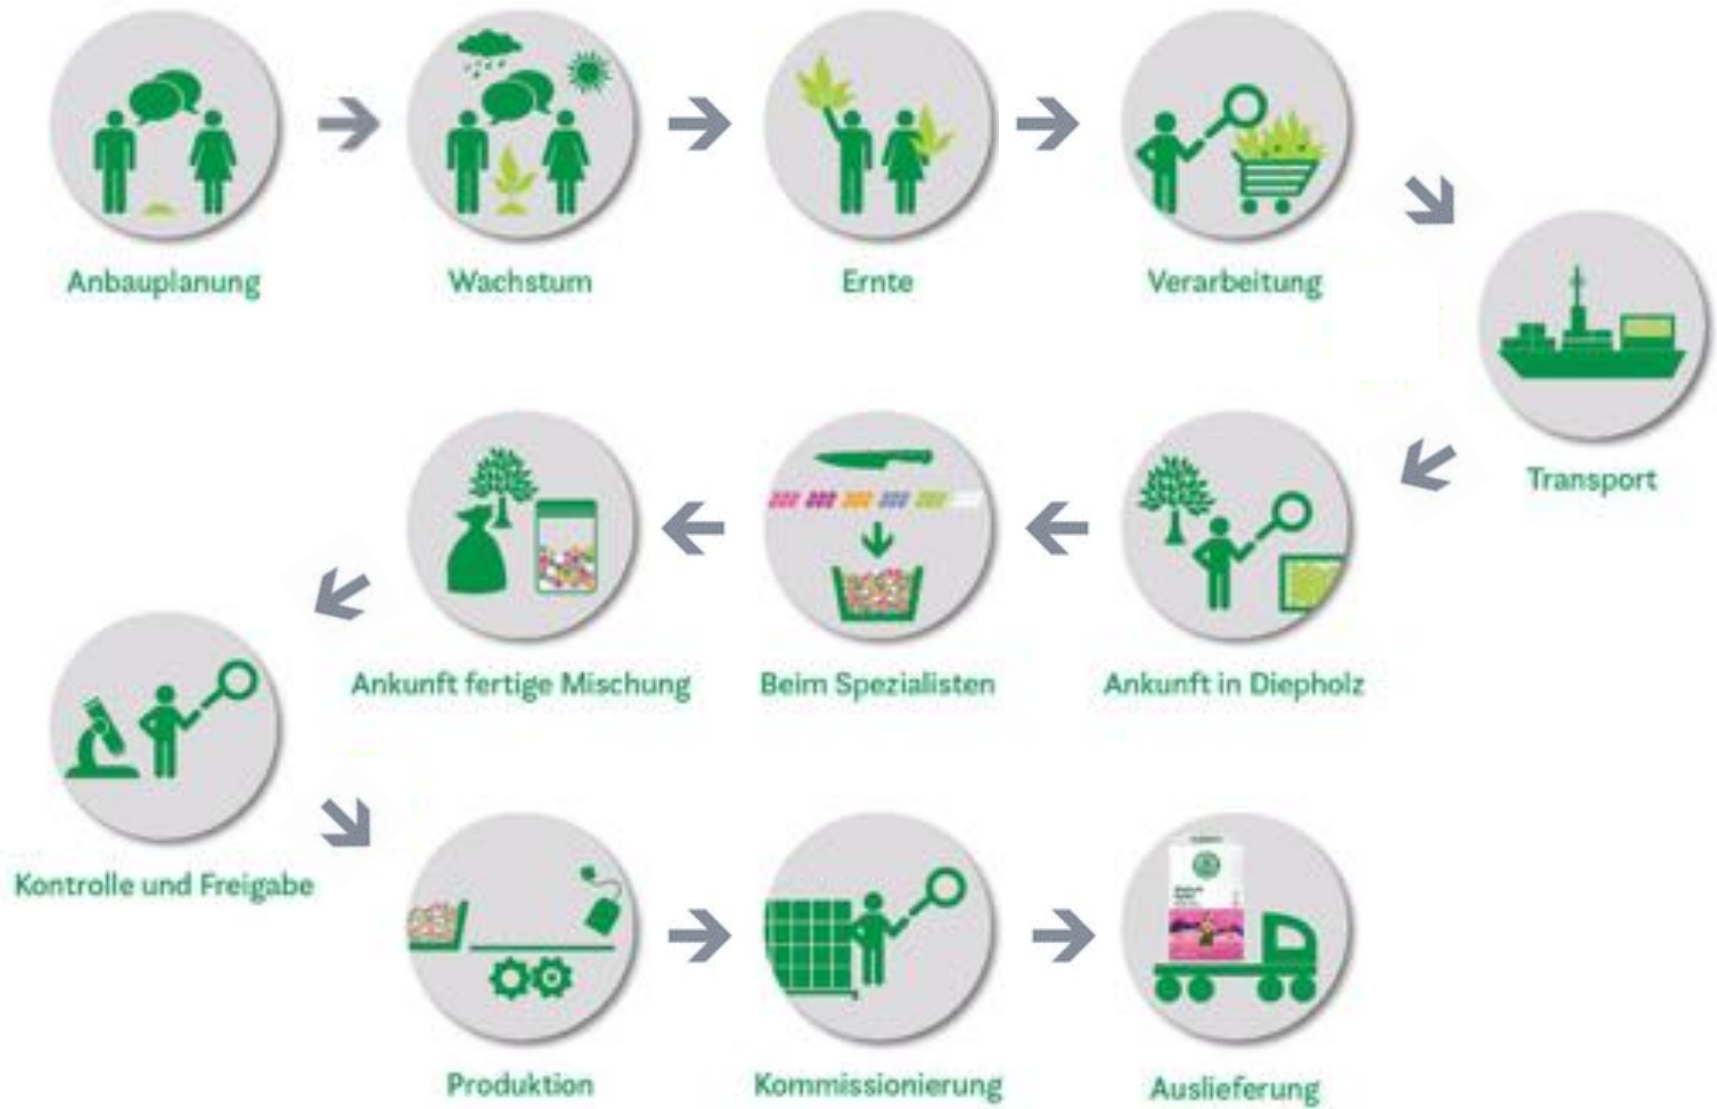 Anbauplanung
Wachstum
Ernte
Verarbeitung
Transport
Ankunft in Diepholz
Beim Spezialisten
Ankunft fertige Mischung
Kontrolle und Freigabe
Produktion
Kommissionierung
Auslieferung